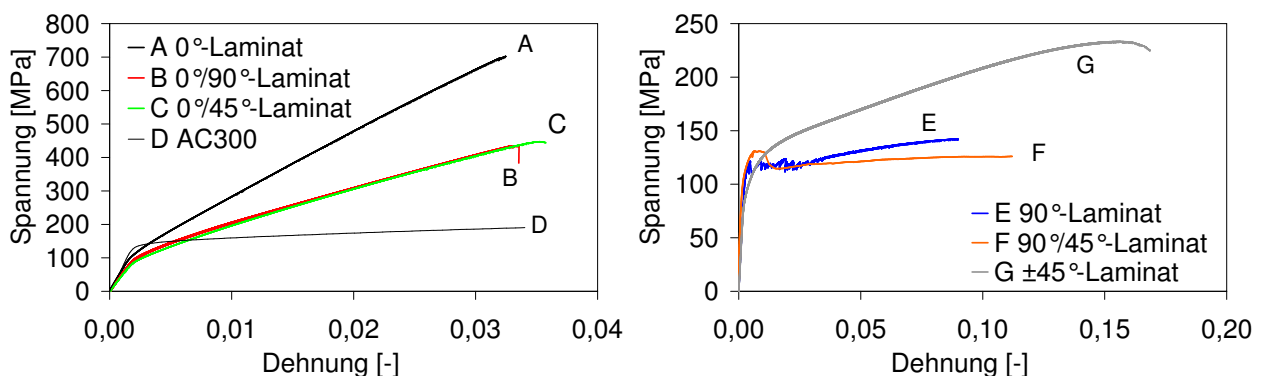 800
700
600
500
400
300
200
100
0
Spannung [MPa]
A 0°-Laminat
B 0°/90°-Laminat
C 0°/45°-Laminat
D AC300
A
C
B
D
0,00
0,01
0,02
0,03
0,04
Dehnung [-]
250
200
150
100
50
0
Spannung [MPa]
G
E
F
E 90°-Laminat
F 90°/45°-Laminat
G ±45°-Laminat
0,00
0,05
0,10
0,15
0,20
Dehnung [-]